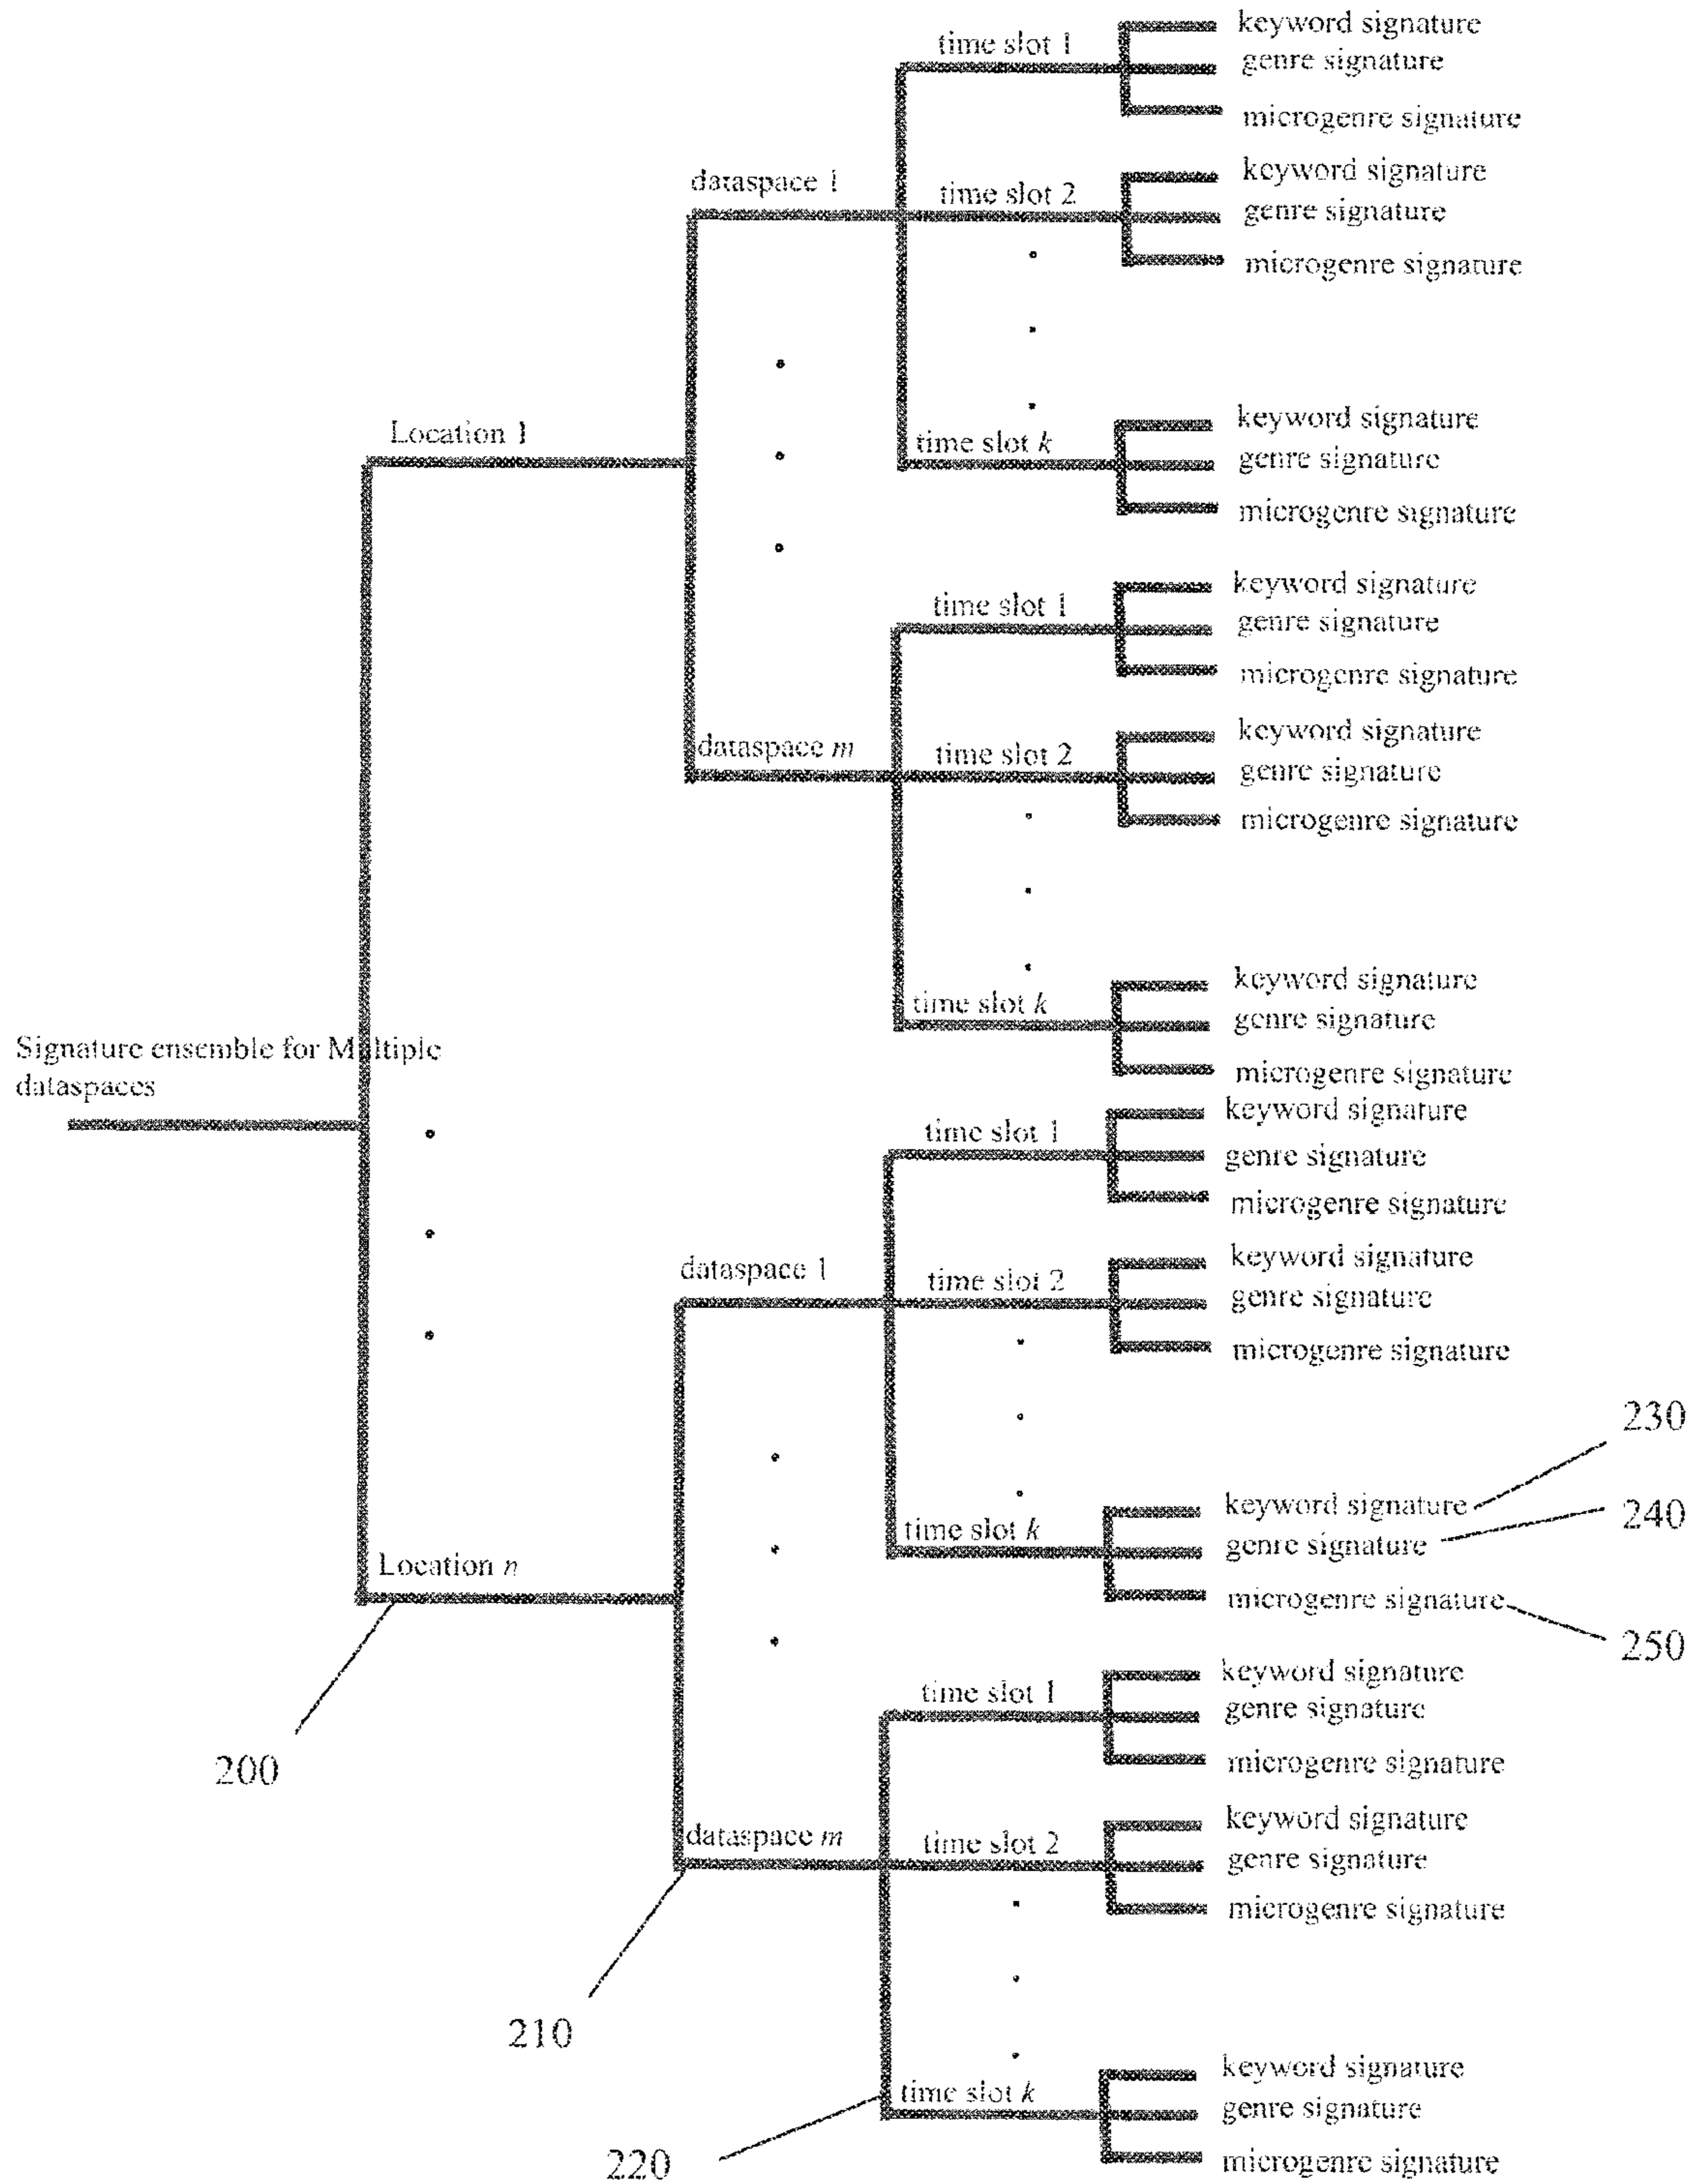 keyword signature
time slot 1
genre signature
microgenre signature
keyword signature
dataspace 1
time slot 2
genre signature
microgenre signature
keyword signature
Location 1
time slot k
genre signature
microgenre signature
keyword signature
time slot 1
genre signature
microgenre signature
keyword signature
dataspace m
time slot 2
genre signature
microgenre signature
keyword signature
time slot k
genre signature
Signature ensemble for Multiple
dataspaces
microgenre signature
keyword signature
time slot 1
genre signature
microgenre signature
keyword signature
dataspace 1
time slot 2
genre signature
microgenre signature
230
keyword signature
240
time slot k
genre signature
Location n
microgenre signature
250
keyword signature
time slot 1
genre signature
microgenre signature
200
keyword signature
dataspace m
time slot 2
genre signature
microgenre signature
210
keyword signature
time slot k
genre signature
microgenre signature
220